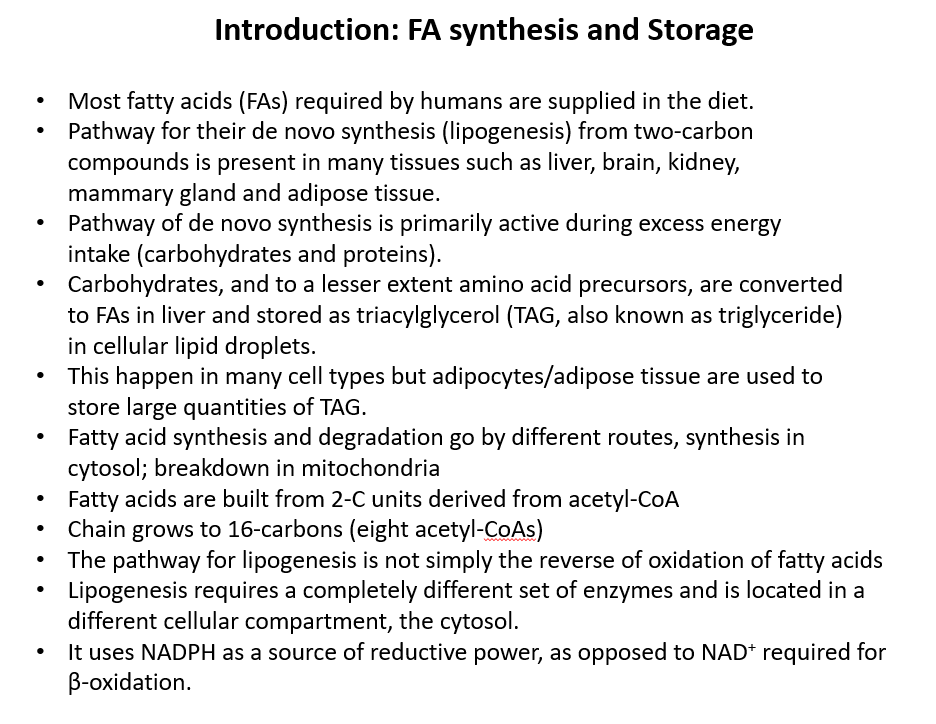 Introduction: FA synthesis and Storage
• Most fatty acids (FAs) required by humans are supplied in the diet.
• Pathway for their de novo synthesis (lipogenesis) from two-carbon
compounds is present in many tissues such as liver, brain, kidney,
mammary gland and adipose tissue.
• Pathway of de novo synthesis is primarily active during excess energy
intake (carbohydrates and proteins).
• Carbohydrates, and to a lesser extent amino acid precursors, are converted
to FAs in liver and stored as triacylglycerol (TAG, also known as triglyceride)
in cellular lipid droplets.
• This happen in many cell types but adipocytes/adipose tissue are used to
store large quantities of TAG.
• Fatty acid synthesis and degradation go by different routes, synthesis in
cytosol; breakdown in mitochondria
• Fatty acids are built from 2-C units derived from acetyl-CoA
• Chain grows to 16-carbons (eight acetyl-CoAs)
• The pathway for lipogenesis is not simply the reverse of oxidation of fatty acids
• Lipogenesis requires a completely different set of enzymes and is located in a
different cellular compartment, the cytosol.
• It uses NADPH as a source of reductive power, as opposed to NAD⁺ required for
β-oxidation.